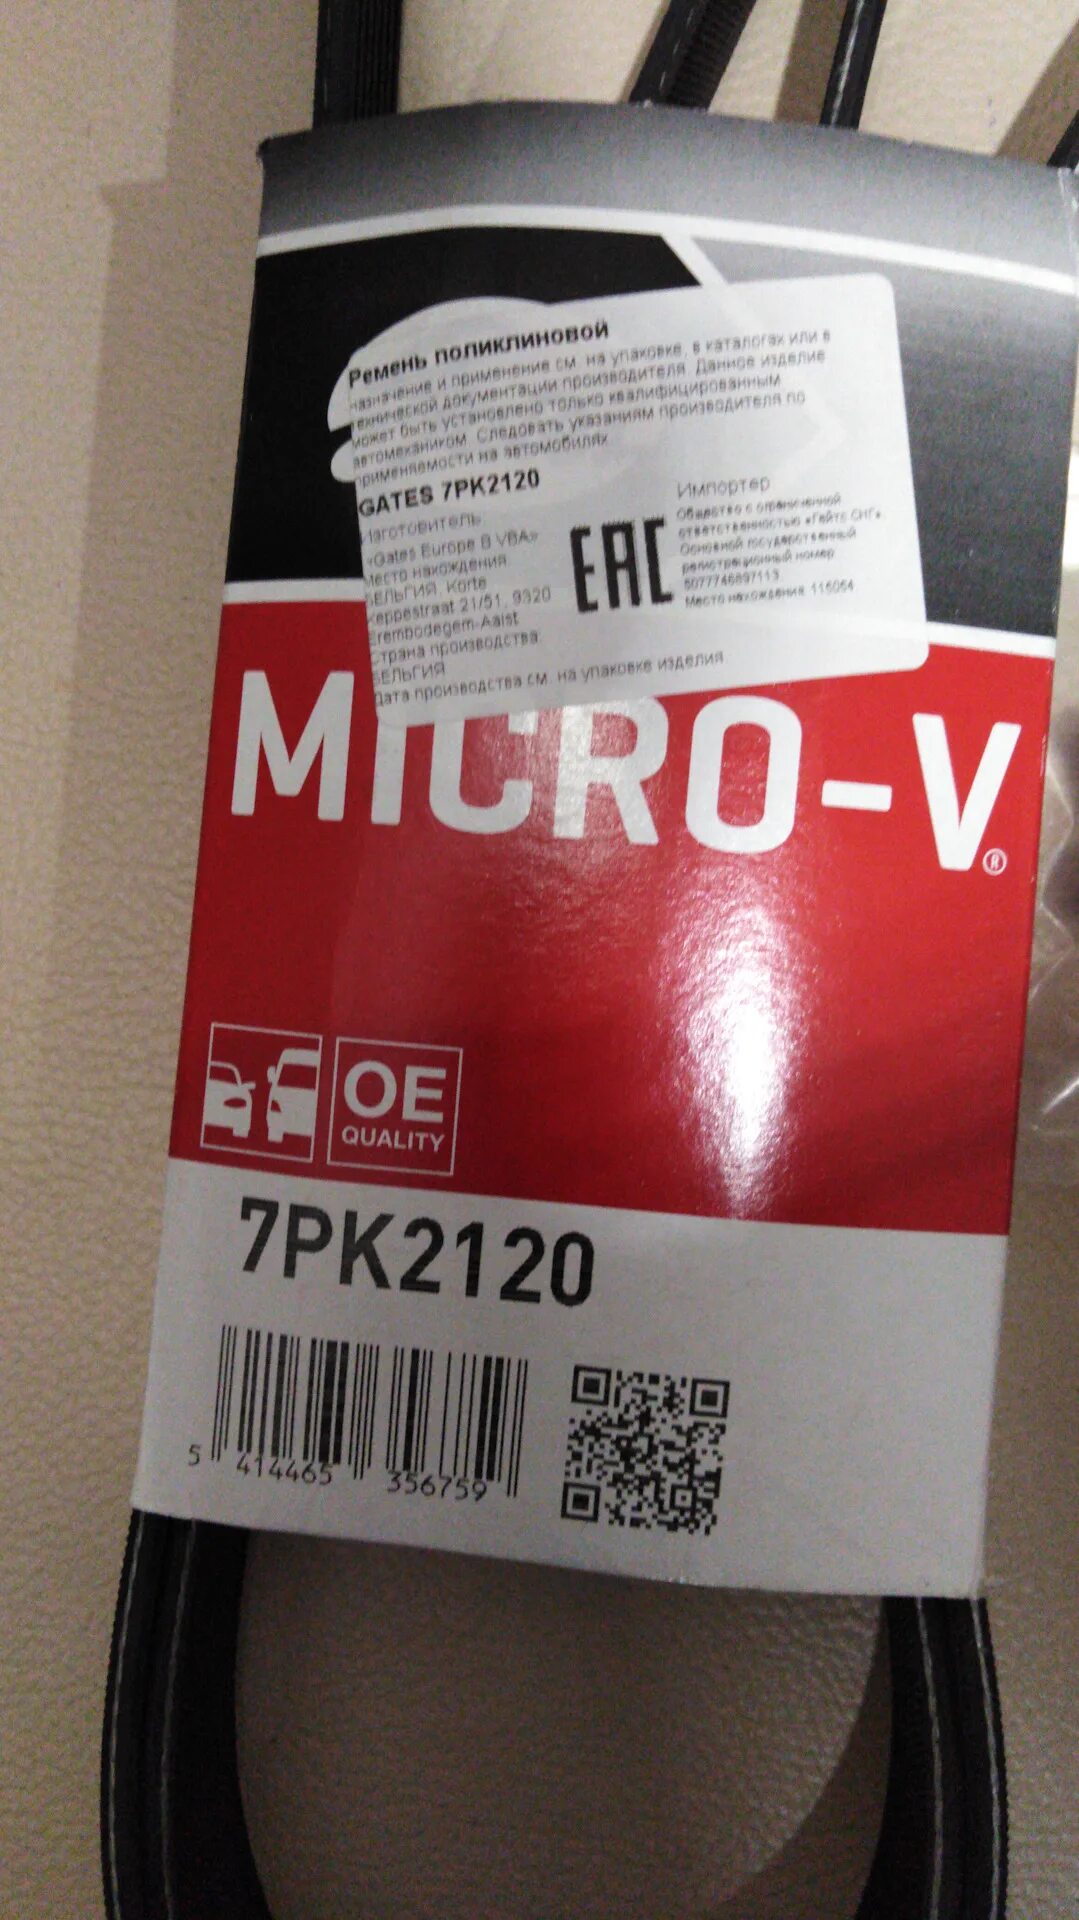 Ремень поликлиновой
назначение и применение см. на упаковке, в каталогах или в
технической документации производителя. Данное изделие
может быть установлено только квалифицированным
автомехаником. Следовать указаниям производителя по
применяемости на автомобилях.
GATES 7PK2120
Изготовитель
«Gates Europe B VBA»
Место нахождения
БЕЛЬГИЯ, Korte
Keppestraat 21/51, 9320
Erembodegem-Aalst
Страна производства:
БЕЛЬГИЯ
Дата производства см. на упаковке изделия
EAC
Импортер
Общество с ограниченной
ответственностью «Гейтс СНГ».
Основной государственный
регистрационный номер
5077746897113
Место нахождения: 115054
MICRO-V®
OE
QUALITY
7PK2120
5 414465 356759